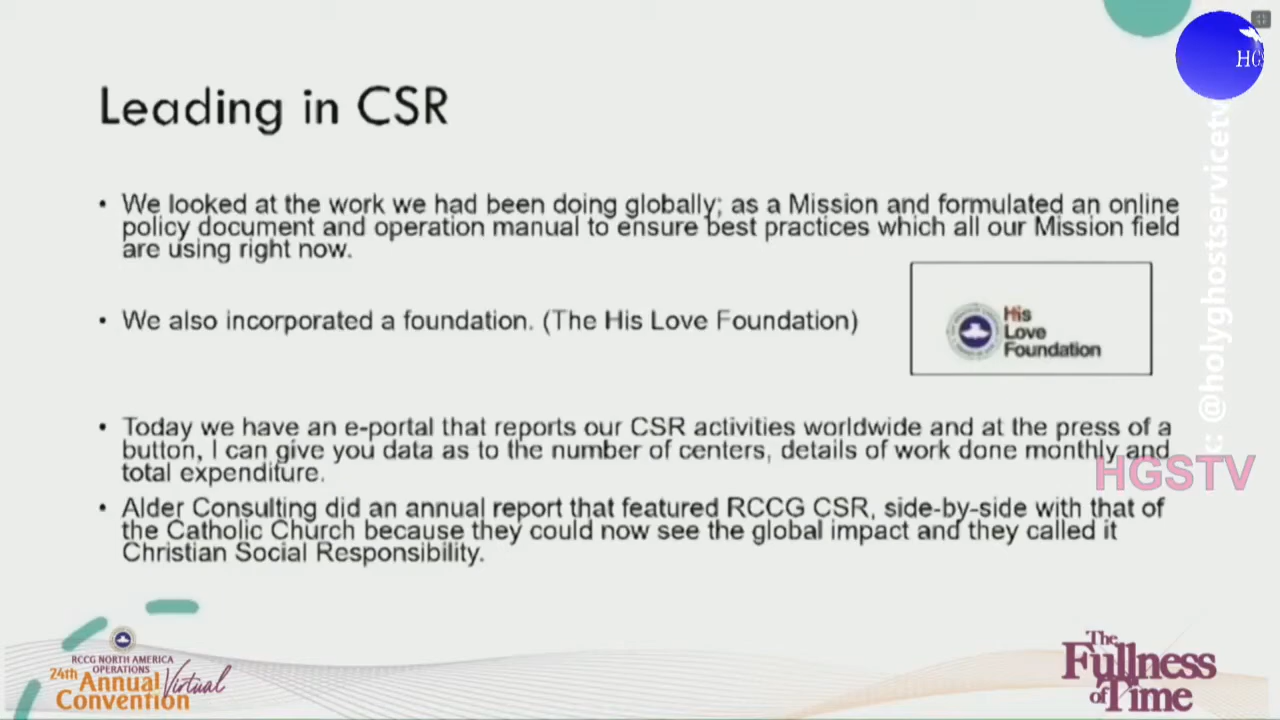 Leading in CSR
HGS
• We looked at the work we had been doing globally; as a Mission and formulated an online
policy document and operation manual to ensure best practices which all our Mission field
are using right now.
• We also incorporated a foundation. (The His Love Foundation)
His
Love
Foundation
• Today we have an e-portal that reports our CSR activities worldwide and at the press of a
button, I can give you data as to the number of centers, details of work done monthly and
total expenditure.
• Alder Consulting did an annual report that featured RCCG CSR, side-by-side with that of
the Catholic Church because they could now see the global impact and they called it
Christian Social Responsibility.
@holyghostservicetv
HGSTV
RCCG NORTH AMERICA
OPERATIONS
24th Annual Virtual
Convention
The
Fullness
of Time